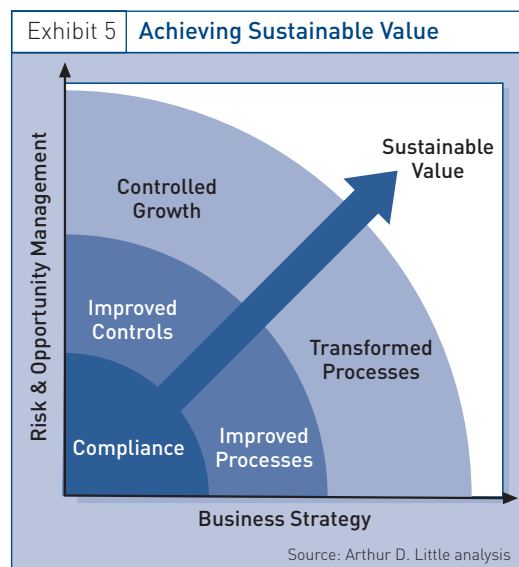 Exhibit 5
Achieving Sustainable Value
Risk & Opportunity Management
Sustainable
Value
Controlled
Growth
Improved
Controls
Transformed
Processes
Compliance
Improved
Processes
Business Strategy
Source: Arthur D. Little analysis